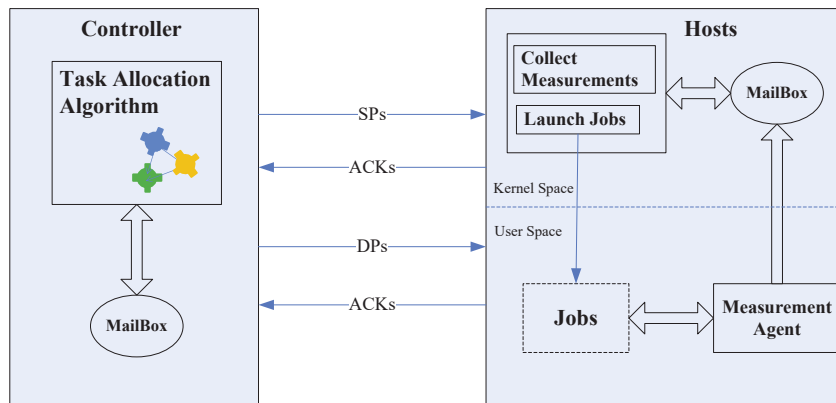 Controller
Task Allocation
Algorithm
MailBox
SPs
ACKs
DPs
ACKs
Hosts
Collect
Measurements
Launch Jobs
MailBox
Kernel Space
User Space
Jobs
Measurement
Agent